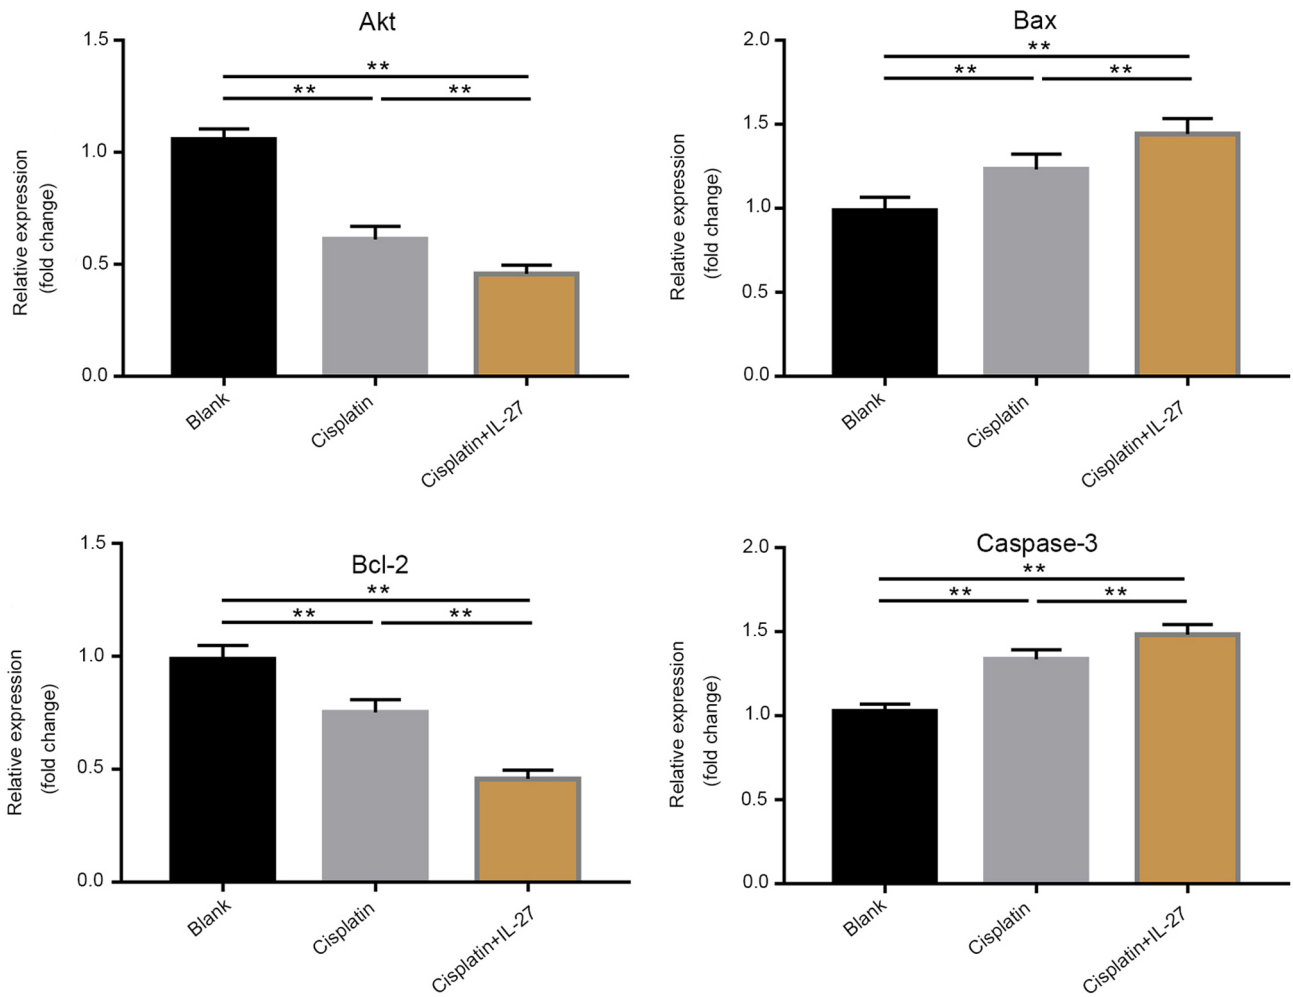 Akt
1.5
1.0
0.5
0.0
Relative expression
(fold change)
**
**
**
Blank
Cisplatin
Cisplatin+IL-27
Bax
2.0
1.5
1.0
0.5
0.0
Relative expression
(fold change)
**
**
**
Blank
Cisplatin
Cisplatin+IL-27
Bcl-2
1.5
1.0
0.5
0.0
Relative expression
(fold change)
**
**
**
Blank
Cisplatin
Cisplatin+IL-27
Caspase-3
2.0
1.5
1.0
0.5
0.0
Relative expression
(fold change)
**
**
**
Blank
Cisplatin
Cisplatin+IL-27